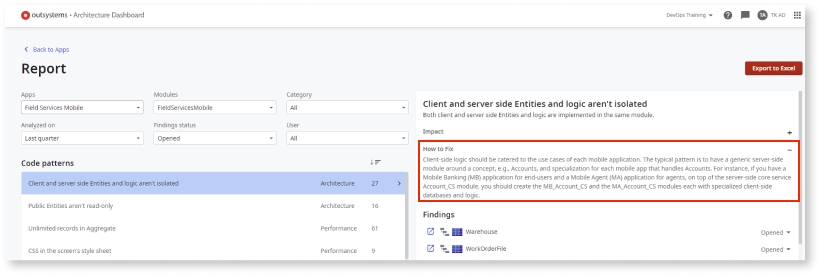 outsystems • Architecture Dashboard
DevOps Training
TA
TK AD
Back to Apps
Report
Export to Excel
Apps
Modules
Category
Field Services Mobile
FieldServicesMobile
All
Analyzed on
Findings status
User
Last quarter
Opened
All
Code patterns
Client and server side Entities and logic aren't isolated
Architecture
27
Public Entities aren't read-only
Architecture
16
Unlimited records in Aggregate
Performance
61
CSS in the screen's style sheet
Performance
9
Client and server side Entities and logic aren't isolated
Both client and server side Entities and logic are implemented in the same module.
Impact
+
How to Fix
–
Client-side logic should be catered to the use cases of each mobile application. The typical pattern is to have a generic server-side
module around a concept, e.g., Accounts, and specialization for each mobile app that handles Accounts. For instance, if you have a
Mobile Banking (MB) application for end-users and a Mobile Agent (MA) application for agents, on top of the server-side core service
Account_CS module, you should create the MB_Account_CS and the MA_Account_CS modules each with specialized client-side
databases and logic.
Findings
Warehouse
Opened
WorkOrderFile
Opened